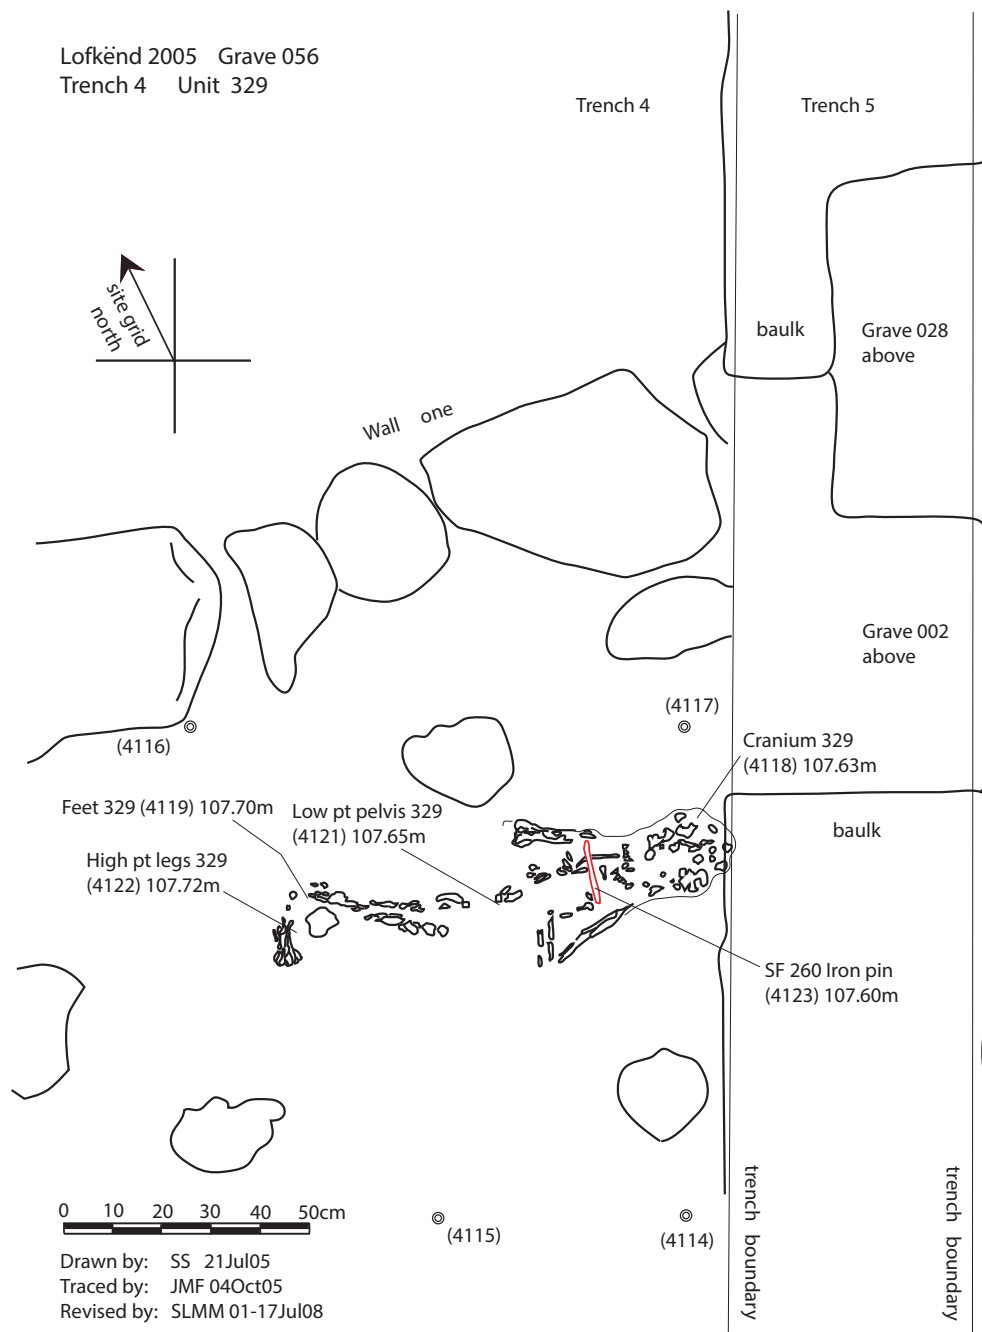 Lofkënd 2005 Grave 056
Trench 4 Unit 329
Trench 4
Trench 5
site grid
north
baulk
Grave 028
above
Wall one
Grave 002
above
(4117)
(4116)
Cranium 329
(4118) 107.63m
Feet 329 (4119) 107.70m
Low pt pelvis 329
(4121) 107.65m
baulk
High pt legs 329
(4122) 107.72m
SF 260 Iron pin
(4123) 107.60m
trench boundary
trench boundary
0 10 20 30 40 50cm
(4115)
(4114)
Drawn by: SS 21Jul05
Traced by: JMF 04Oct05
Revised by: SLMM 01-17Jul08